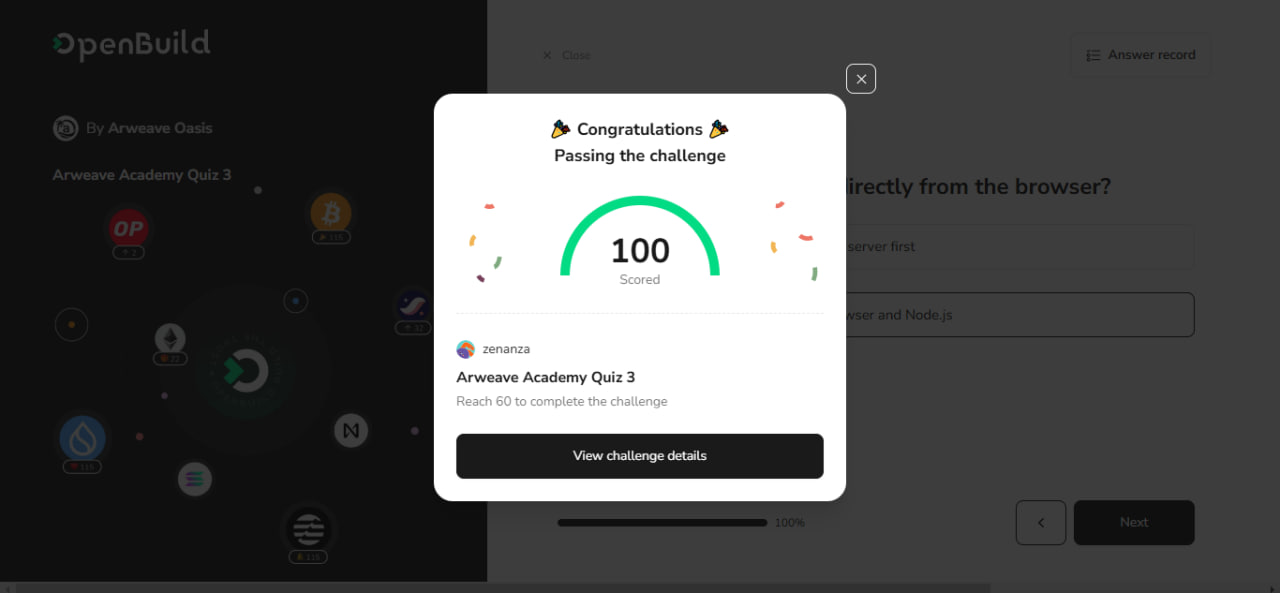 OpenBuild
By Arweave Oasis
Arweave Academy Quiz 3
OP
2
115
32
22
115
115
Close
Answer record
directly from the browser?
server first
wser and Node.js
100%
Next
Congratulations
Passing the challenge
100
Scored
zenanza
Arweave Academy Quiz 3
Reach 60 to complete the challenge
View challenge details